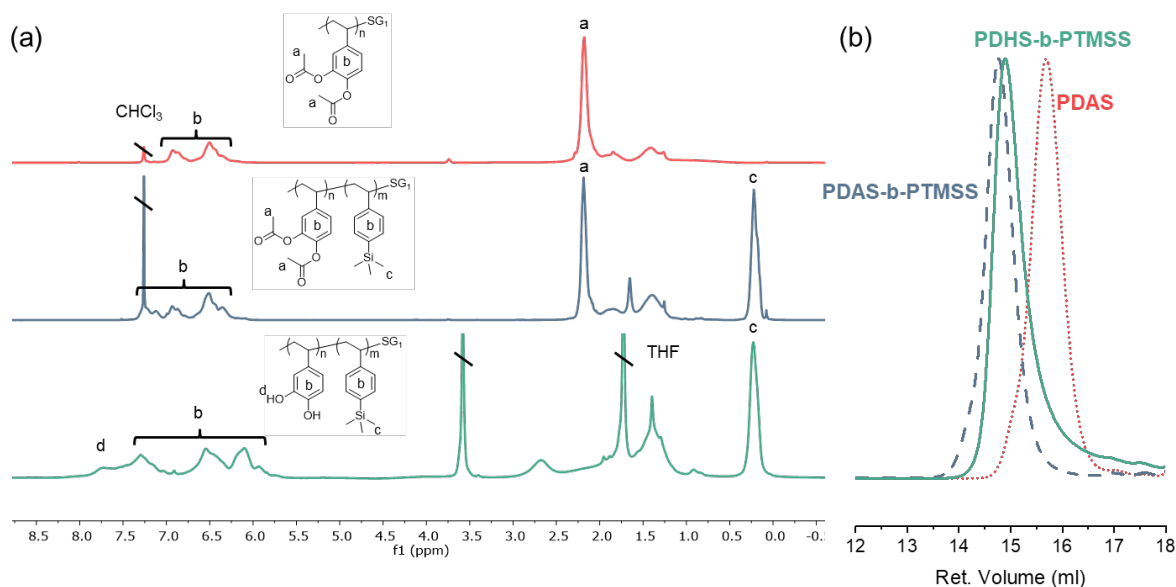 (a)
( )n SG1
a
b
O
O
O
a
O
CHCl3
b
a
( )n ( )m SG1
a
b
b
O
O
O
Si
a
O
c
b
a
c
( )n ( )m SG1
d
b
b
HO
OH
Si
c
d
b
THF
c
8.5 8.0 7.5 7.0 6.5 6.0 5.5 5.0 4.5 4.0 3.5 3.0 2.5 2.0 1.5 1.0 0.5 0.0
f1 (ppm)
(b)
PDHS-b-PTMSS
PDAS
PDAS-b-PTMSS
12 13 14 15 16 17 18
Ret. Volume (ml)